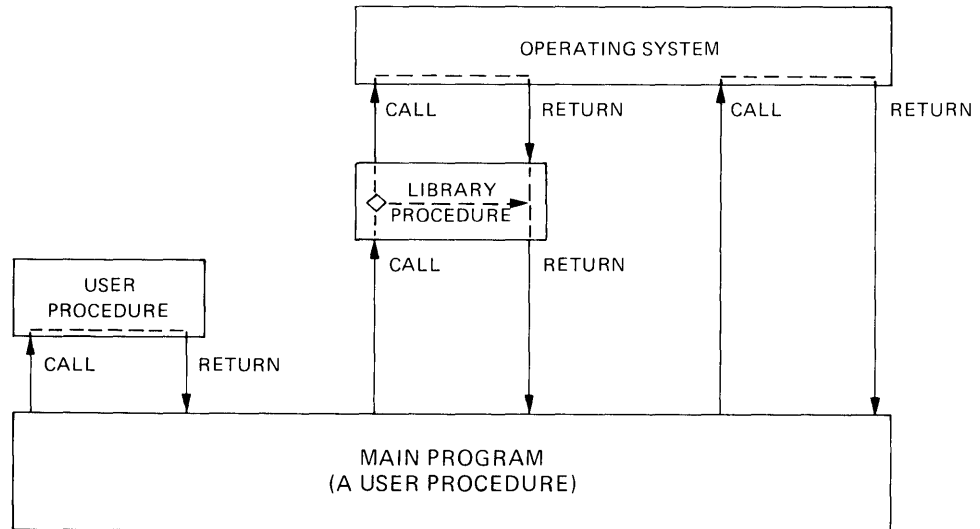 OPERATING SYSTEM
CALL
RETURN
CALL
RETURN
LIBRARY
PROCEDURE
CALL
RETURN
USER
PROCEDURE
CALL
RETURN
MAIN PROGRAM
(A USER PROCEDURE)